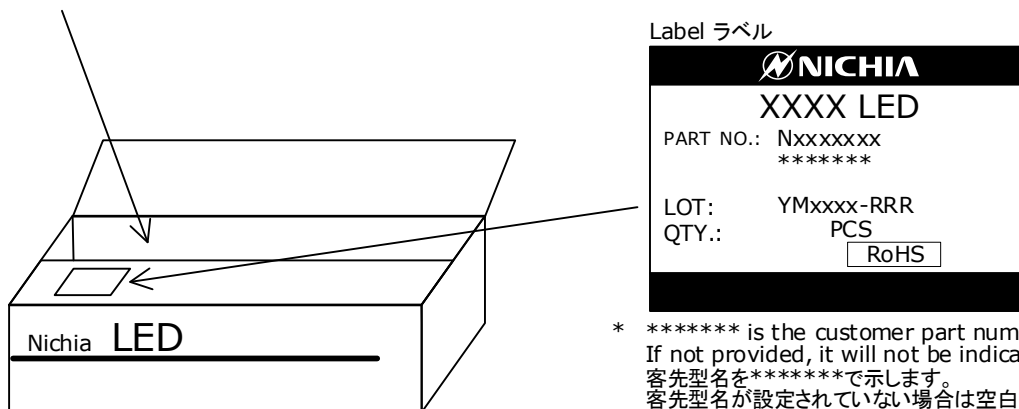 Label ラベル
NICHIA
XXXX LED
PART NO.: Nxxxxxxx
*******
LOT: YMxxxx-RRR
QTY.: PCS
RoHS
Nichia LED
* ******* is the customer part num
If not provided, it will not be indica
客先型名を*******で示します。
客先型名が設定されていない場合は空白